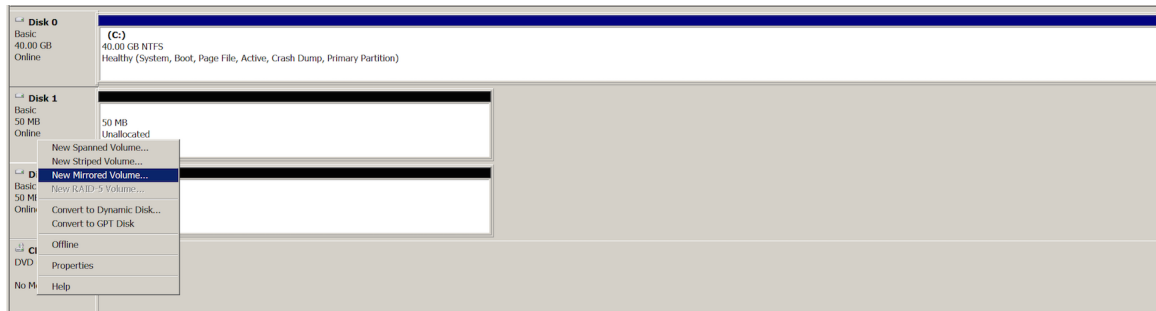 Disk 0
Basic
40.00 GB
Online
(C:)
40.00 GB NTFS
Healthy (System, Boot, Page File, Active, Crash Dump, Primary Partition)
Disk 1
Basic
50 MB
Online
50 MB
Unallocated
New Spanned Volume...
New Striped Volume...
New Mirrored Volume...
New RAID-5 Volume...
Convert to Dynamic Disk...
Convert to GPT Disk
Offline
Properties
Help
Basic
DVD